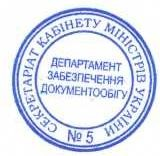 СЕКРЕТАРІАТ КАБІНЕТУ МІНІСТРІВ УКРАЇНИ
ДЕПАРТАМЕНТ
ЗАБЕЗПЕЧЕННЯ
ДОКУМЕНТООБІГУ
№ 5